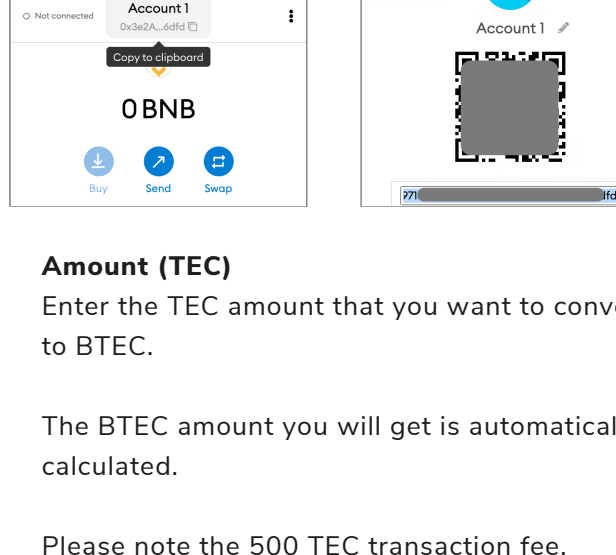 Account 1
Not connected
0x3e2A...6dfd
Copy to clipboard
0 BNB
Buy Send Swap
Account 1
971
dfd
Amount (TEC)
Enter the TEC amount that you want to conve
to BTEC.
The BTEC amount you will get is automatical
calculated.
Please note the 500 TEC transaction fee.